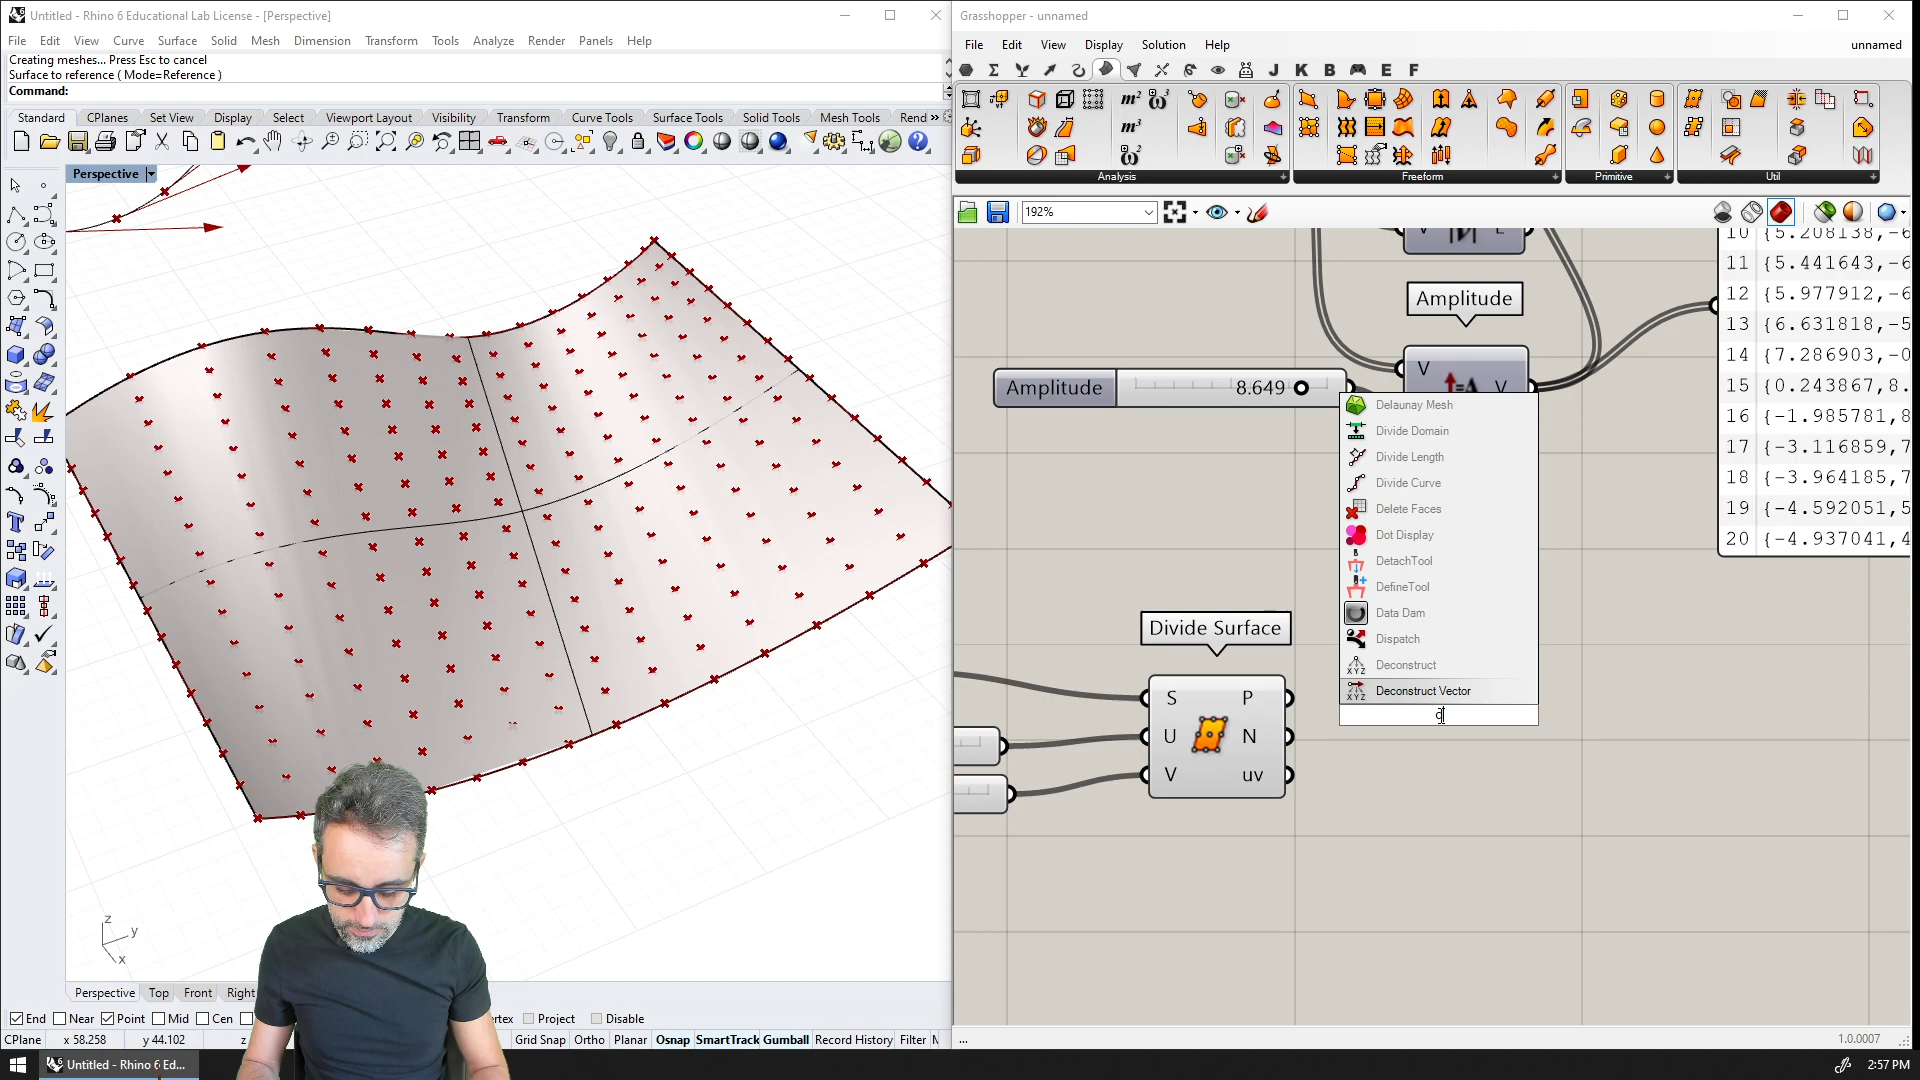 Untitled - Rhino 6 Educational Lab License - [Perspective]
File Edit View Curve Surface Solid Mesh Dimension Transform Tools Analyze Render Panels Help
Creating meshes... Press Esc to cancel
Surface to reference ( Mode=Reference )
Command:
Standard CPlanes Set View Display Select Viewport Layout Visibility Transform Curve Tools Surface Tools Solid Tools Mesh Tools Rend »
Perspective
z
y
x
Perspective Top Front Right
End Near Point Mid Cen Project Disable
CPlane x 58.258 y 44.102 z Grid Snap Ortho Planar Osnap SmartTrack Gumball Record History Filter
Untitled - Rhino 6 Ed...
Grasshopper - unnamed
File Edit View Display Solution Help unnamed
J K B E F
m² ω³
m³
ω²
Analysis Freeform Primitive Util
192%
Amplitude
V
V
=A
Amplitude 8.649
Delaunay Mesh
Divide Domain
Divide Length
Divide Curve
Delete Faces
Dot Display
DetachTool
DefineTool
Data Dam
Dispatch
Deconstruct
Deconstruct Vector
d
Divide Surface
S P
U N
V uv
10 {5.208138,-6
11 {5.441643,-6
12 {5.977912,-6
13 {6.631818,-5
14 {7.286903,-0
15 {0.243867,8.
16 {-1.985781,8
17 {-3.116859,7
18 {-3.964185,7
19 {-4.592051,5
20 {-4.937041,4
... 1.0.0007
2:57 PM